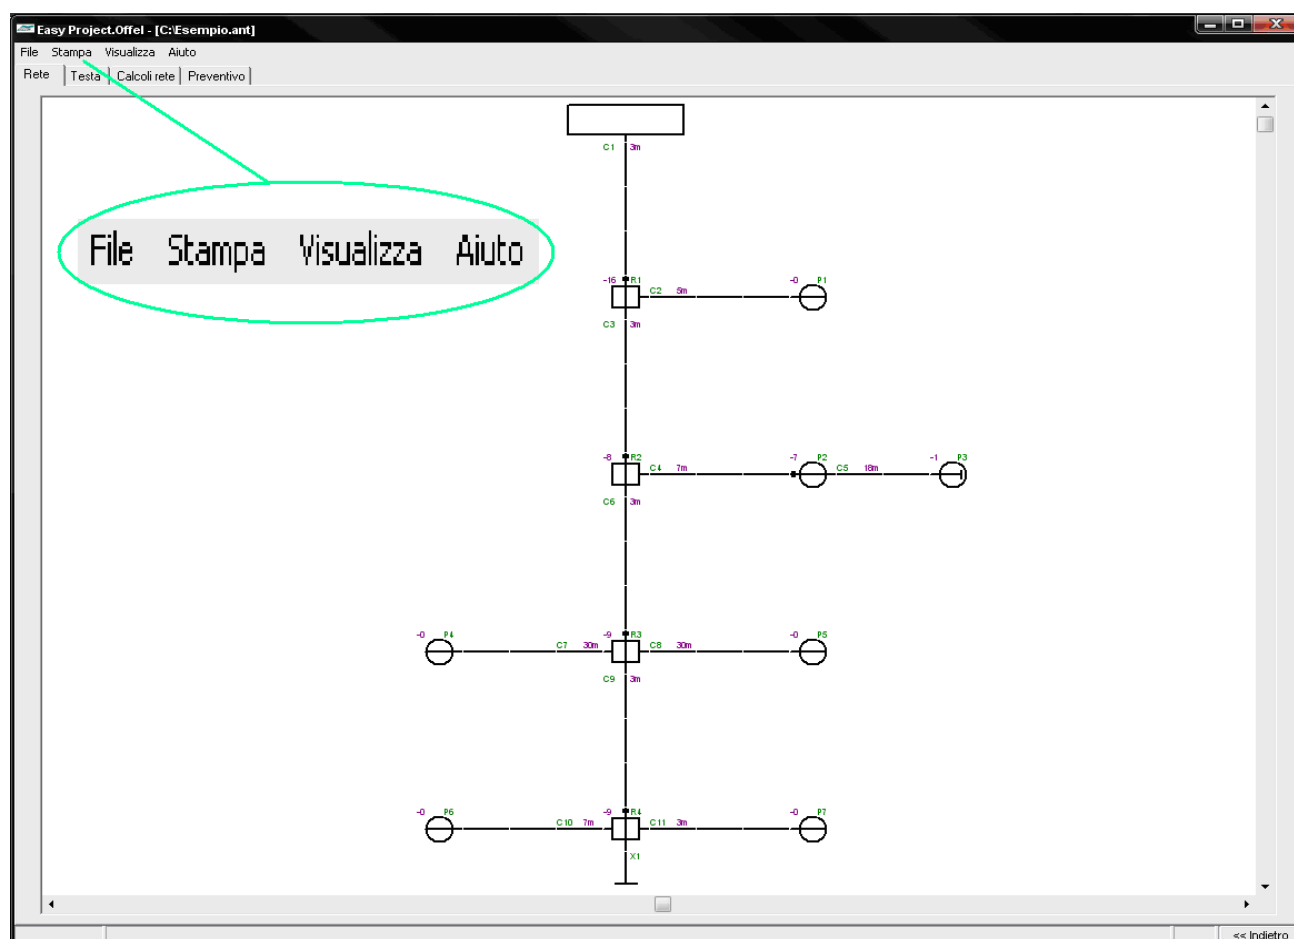 Easy Project.Offel - [C:\Esempio.ant]
File Stampa Visualizza Aiuto
Rete Testa Calcoli rete Preventivo
C1 3m
File Stampa Visualizza Aiuto
-16 R1 C2 5m -0 P1
C3 3m
-8 R2 C4 7m -7 P2 C5 18m -1 P3
C6 3m
-0 P4 C7 30m -9 R3 C8 30m -0 P5
C9 3m
-0 P6 C10 7m -9 R4 C11 3m -0 P7
X1
<< Indietro